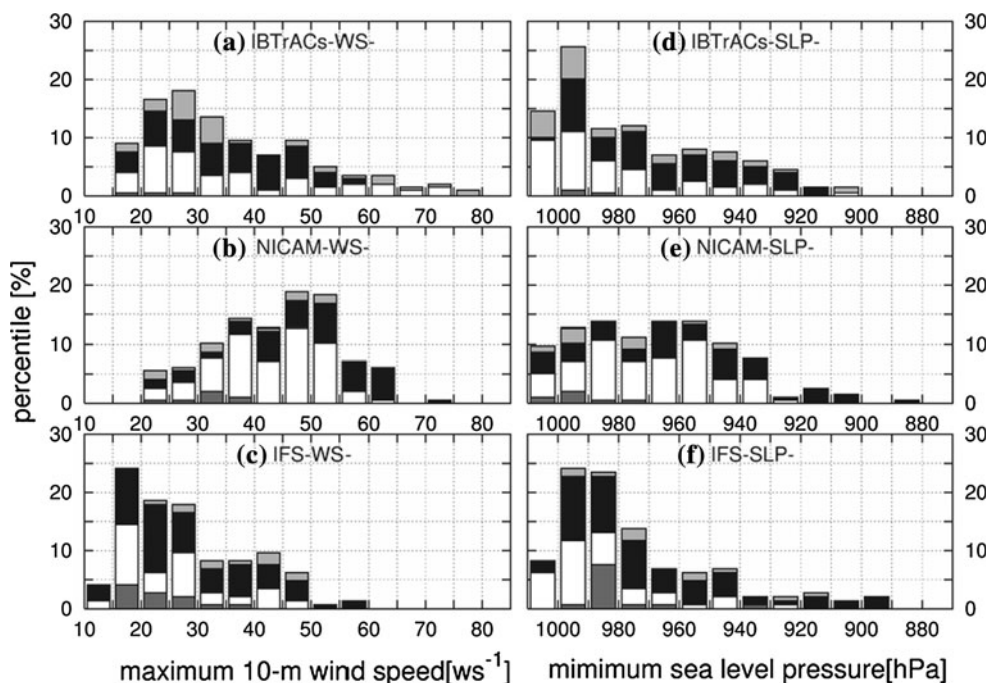 30 20 10 0
(a) IBTrACs-WS-
10 20 30 40 50 60 70 80
(d) IBTrACs-SLP-
30 20 10 0
1000 980 960 940 920 900 880
percentile [%]
30 20 10 0
(b) NICAM-WS-
10 20 30 40 50 60 70 80
(e) NICAM-SLP-
30 20 10 0
1000 980 960 940 920 900 880
30 20 10 0
(c) IFS-WS-
10 20 30 40 50 60 70 80
(f) IFS-SLP-
30 20 10 0
1000 980 960 940 920 900 880
maximum 10-m wind speed[ws⁻¹]
mimimum sea level pressure[hPa]